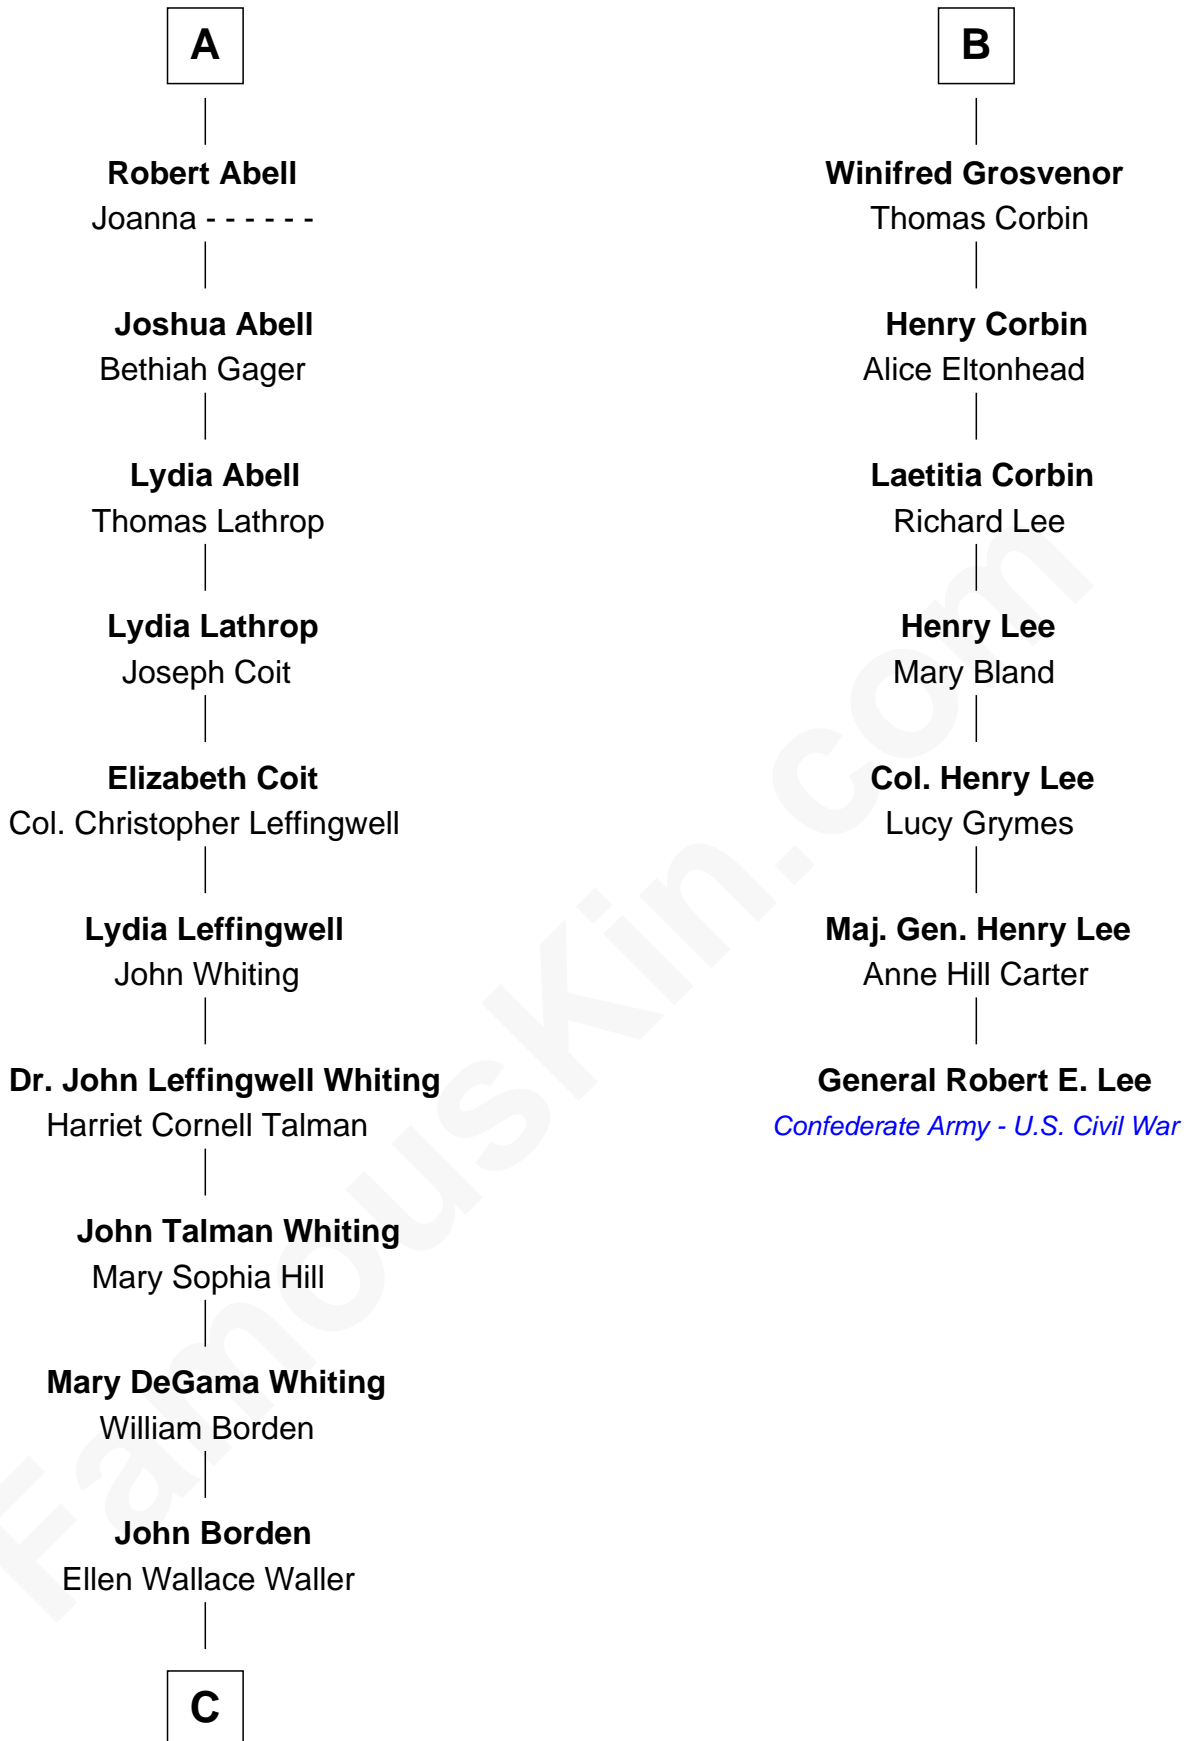 A
Robert Abell
Joanna - - - - - -
Joshua Abell
Bethiah Gager
Lydia Abell
Thomas Lathrop
Lydia Lathrop
Joseph Coit
Elizabeth Coit
Col. Christopher Leffingwell
Lydia Leffingwell
John Whiting
Dr. John Leffingwell Whiting
Harriet Cornell Talman
John Talman Whiting
Mary Sophia Hill
Mary DeGama Whiting
William Borden
John Borden
Ellen Wallace Waller
C
B
Winifred Grosvenor
Thomas Corbin
Henry Corbin
Alice Eltonhead
Laetitia Corbin
Richard Lee
Henry Lee
Mary Bland
Col. Henry Lee
Lucy Grymes
Maj. Gen. Henry Lee
Anne Hill Carter
General Robert E. Lee
Confederate Army - U.S. Civil War
FamousKin.com